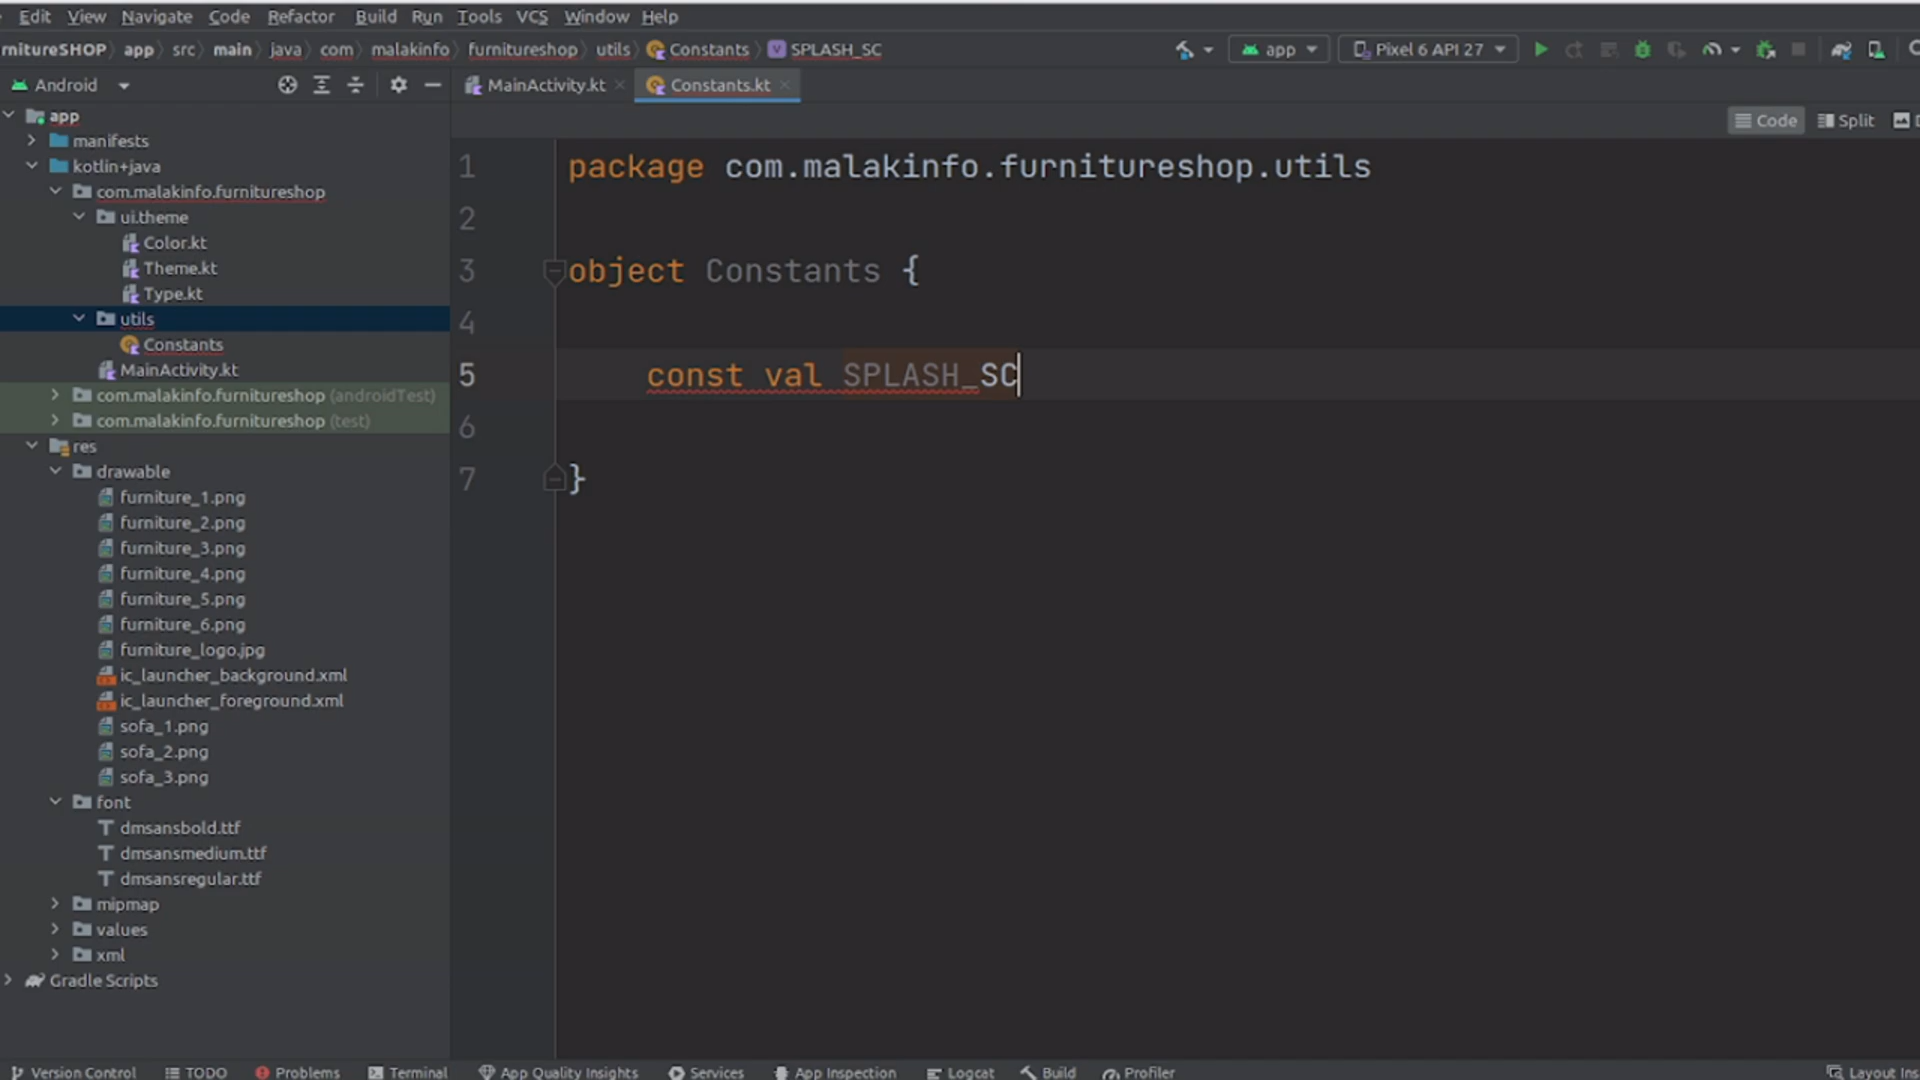 Edit View Navigate Code Refactor Build Run Tools VCS Window Help
rnitureSHOP app src main java com malakinfo furnitureshop utils Constants SPLASH_SC app Pixel 6 API 27
Android MainActivity.kt Constants.kt
Code Split
app
manifests
kotlin+java
com.malakinfo.furnitureshop
ui.theme
Color.kt
Theme.kt
Type.kt
utils
Constants
MainActivity.kt
com.malakinfo.furnitureshop (androidTest)
com.malakinfo.furnitureshop (test)
res
drawable
furniture_1.png
furniture_2.png
furniture_3.png
furniture_4.png
furniture_5.png
furniture_6.png
furniture_logo.jpg
ic_launcher_background.xml
ic_launcher_foreground.xml
sofa_1.png
sofa_2.png
sofa_3.png
font
dmsansbold.ttf
dmsansmedium.ttf
dmsansregular.ttf
mipmap
values
xml
Gradle Scripts
1 package com.malakinfo.furnitureshop.utils
2
3 object Constants {
4
5 const val SPLASH_SC
6
7 }
Version Control TODO Problems Terminal App Quality Insights Services App Inspection Logcat Build Profiler Layout Ins